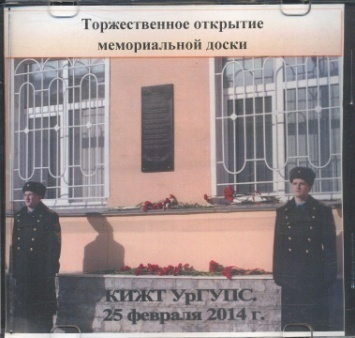 Торжественное открытие
мемориальной доски
КИЖТ УрГУПС.
25 февраля 2014 г.